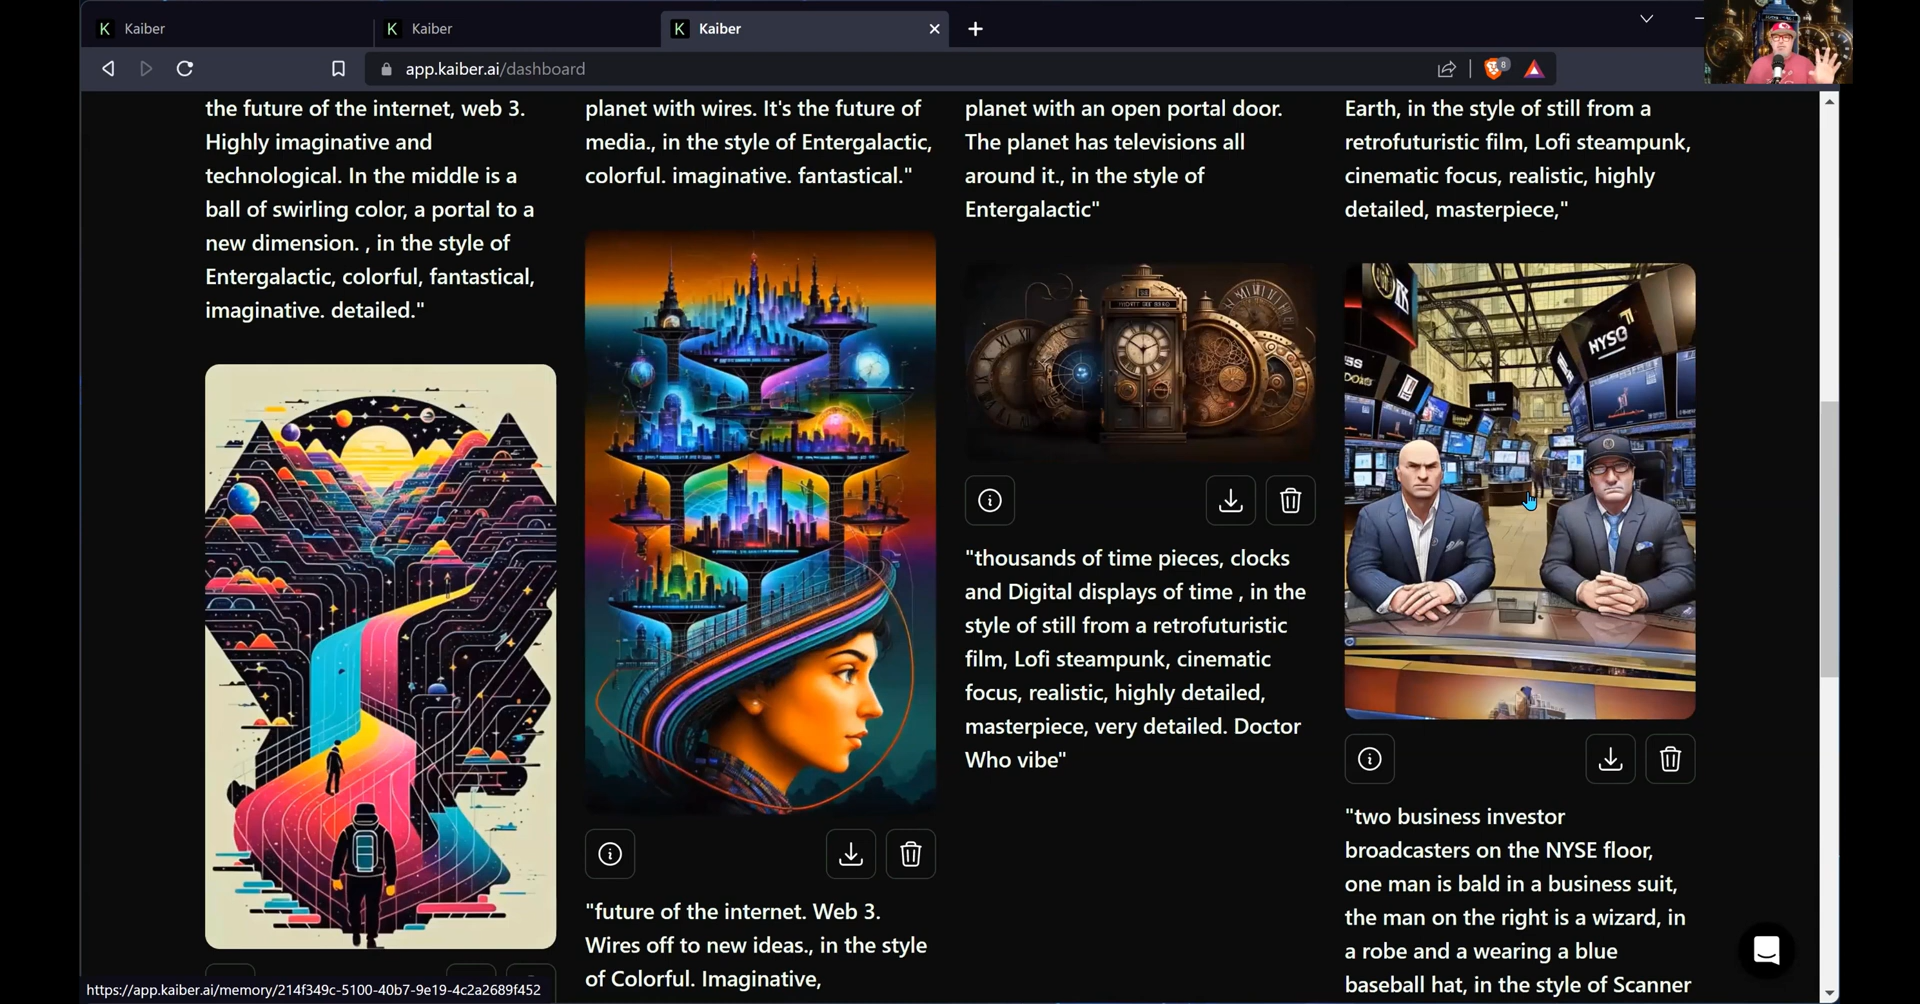 Kaiber
Kaiber
Kaiber
app.kaiber.ai/dashboard
8
the future of the internet, web 3.
Highly imaginative and
technological. In the middle is a
ball of swirling color, a portal to a
new dimension. , in the style of
Entergalactic, colorful, fantastical,
imaginative. detailed."
planet with wires. It's the future of
media., in the style of Entergalactic,
colorful. imaginative. fantastical."
"future of the internet. Web 3.
Wires off to new ideas., in the style
of Colorful. Imaginative,
planet with an open portal door.
The planet has televisions all
around it., in the style of
Entergalactic"
"thousands of time pieces, clocks
and Digital displays of time , in the
style of still from a retrofuturistic
film, Lofi steampunk, cinematic
focus, realistic, highly detailed,
masterpiece, very detailed. Doctor
Who vibe"
Earth, in the style of still from a
retrofuturistic film, Lofi steampunk,
cinematic focus, realistic, highly
detailed, masterpiece,"
"two business investor
broadcasters on the NYSE floor,
one man is bald in a business suit,
the man on the right is a wizard, in
a robe and a wearing a blue
baseball hat, in the style of Scanner
https://app.kaiber.ai/memory/214f349c-5100-40b7-9e19-4c2a2689f452